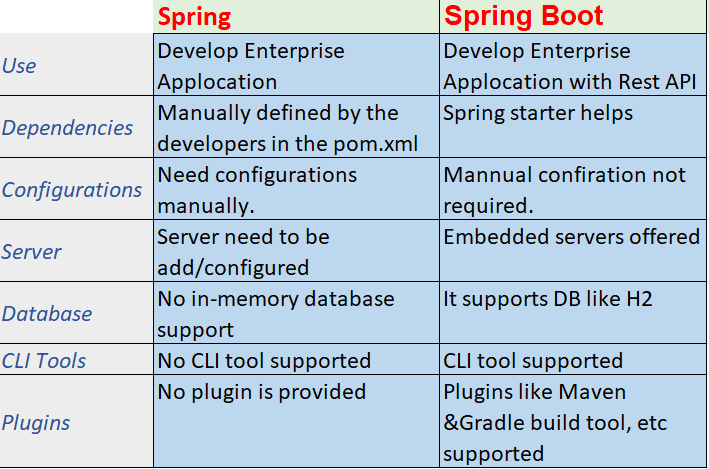 Spring
Spring Boot
Use
Develop Enterprise
Applocation
Develop Enterprise
Applocation with Rest API
Dependencies
Manually defined by the
developers in the pom.xml
Spring starter helps
Configurations
Need configurations
manually.
Mannual confiration not
required.
Server
Server need to be
add/configured
Embedded servers offered
Database
No in-memory database
support
It supports DB like H2
CLI Tools
No CLI tool supported
CLI tool supported
Plugins
No plugin is provided
Plugins like Maven
&Gradle build tool, etc
supported